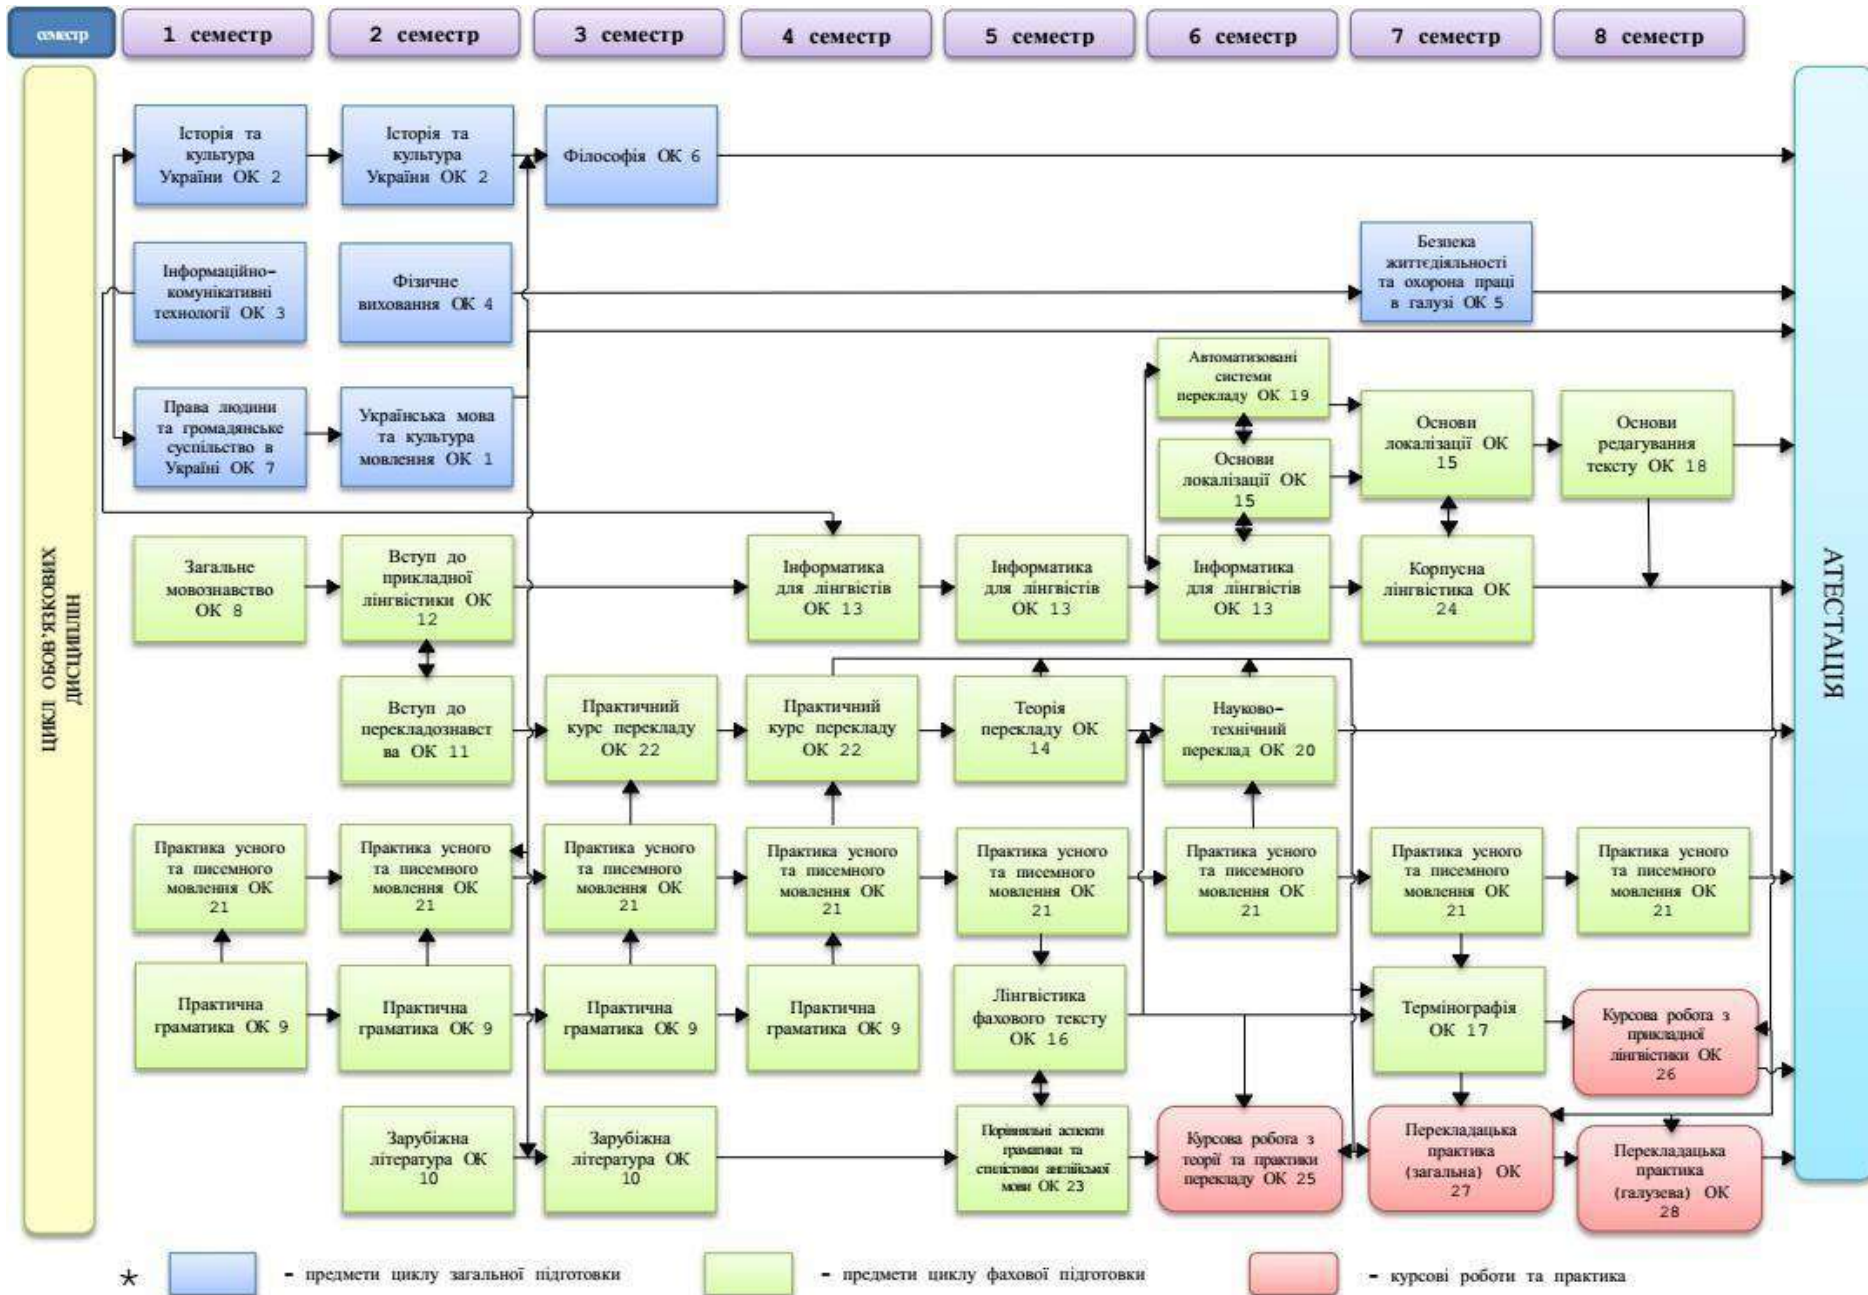 семестр
1 семестр
2 семестр
3 семестр
4 семестр
5 семестр
6 семестр
7 семестр
8 семестр
ЦИКЛ ОБОВ’ЯЗКОВИХ
ДИСЦИПЛІН
Історія та
культура
України ОК 2
Історія та
культура
України ОК 2
Філософія ОК 6
Інформаційно-
комунікативні
технології ОК 3
Фізичне
виховання ОК 4
Безпека
життєдіяльності
та охорона праці
в галузі ОК 5
Права людини
та громадянське
суспільство в
Україні ОК 7
Українська мова
та культура
мовлення ОК 1
Автоматизовані
системи
перекладу ОК 19
Основи
локалізації ОК
15
Основи
локалізації ОК
15
Основи
редагування
тексту ОК 18
Загальне
мовознавство
ОК 8
Вступ до
прикладної
лінгвістики ОК
12
Інформатика
для лінгвістів
ОК 13
Інформатика
для лінгвістів
ОК 13
Інформатика
для лінгвістів
ОК 13
Корпусна
лінгвістика ОК
24
Вступ до
перекладознавст
ва ОК 11
Практичний
курс перекладу
ОК 22
Практичний
курс перекладу
ОК 22
Теорія
перекладу ОК
14
Науково-
технічний
переклад ОК 20
Практика усного
та писемного
мовлення ОК
21
Практика усного
та писемного
мовлення ОК
21
Практика усного
та писемного
мовлення ОК
21
Практика усного
та писемного
мовлення ОК
21
Практика усного
та писемного
мовлення ОК
21
Практика усного
та писемного
мовлення ОК
21
Практика усного
та писемного
мовлення ОК
21
Практика усного
та писемного
мовлення ОК
21
Практична
граматика ОК 9
Практична
граматика ОК 9
Практична
граматика ОК 9
Практична
граматика ОК 9
Лінгвістика
фахового тексту
ОК 16
Термінографія
ОК 17
Курсова робота з
прикладної
лінгвістики ОК
26
Зарубіжна
література ОК
10
Зарубіжна
література ОК
10
Порівняльні аспекти
граматики та
стилістики англійської
мови ОК 23
Курсова робота з
теорії та практики
перекладу ОК 25
Перекладацька
практика
(загальна) ОК
27
Перекладацька
практика
(галузева) ОК
28
АТЕСТАЦІЯ
*
- предмети циклу загальної підготовки
- предмети циклу фахової підготовки
- курсові роботи та практика